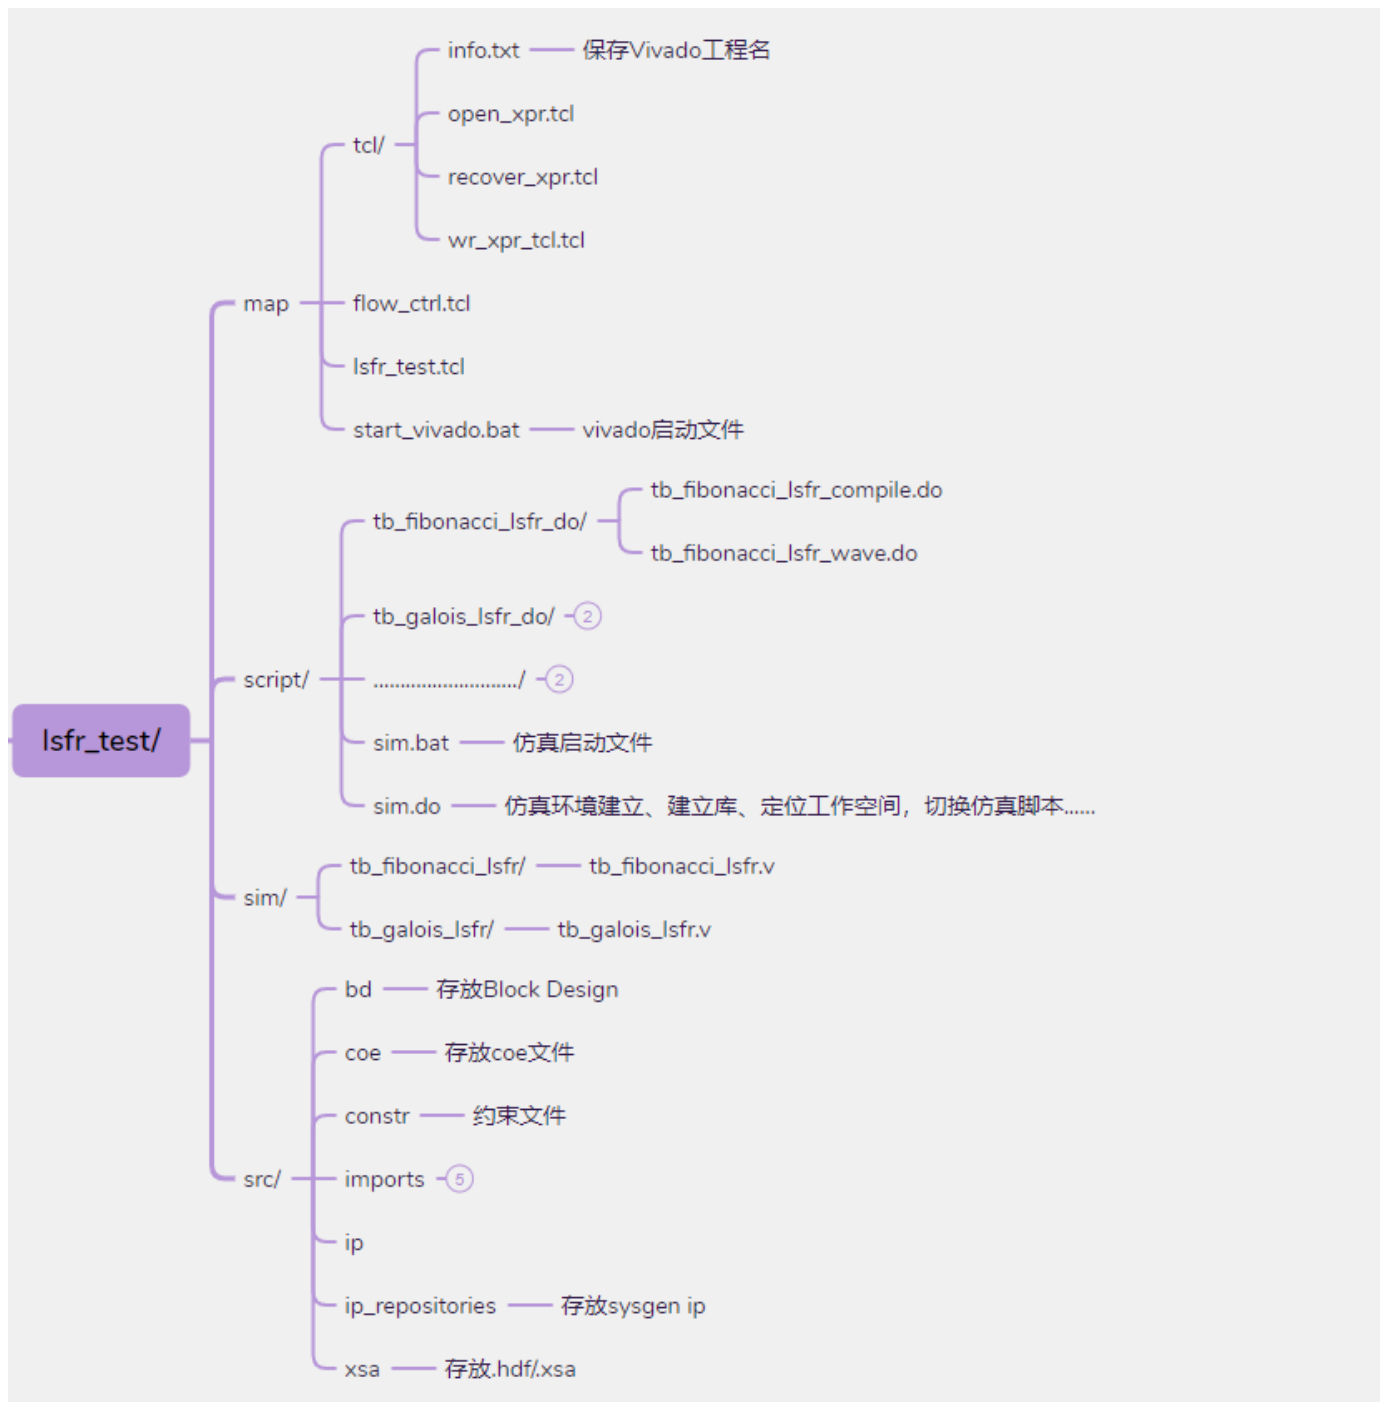 info.txt
保存Vivado工程名
open_xpr.tcl
tcl/
recover_xpr.tcl
wr_xpr_tcl.tcl
map
flow_ctrl.tcl
lsfr_test.tcl
start_vivado.bat
vivado启动文件
tb_fibonacci_lsfr_compile.do
tb_fibonacci_lsfr_do/
tb_fibonacci_lsfr_wave.do
tb_galois_lsfr_do/
2
script/
.........................../
2
lsfr_test/
sim.bat
仿真启动文件
sim.do
仿真环境建立、建立库、定位工作空间，切换仿真脚本......
tb_fibonacci_lsfr/
tb_fibonacci_lsfr.v
sim/
tb_galois_lsfr/
tb_galois_lsfr.v
bd
存放Block Design
coe
存放coe文件
constr
约束文件
src/
imports
5
ip
ip_repositories
存放sysgen ip
xsa
存放.hdf/.xsa